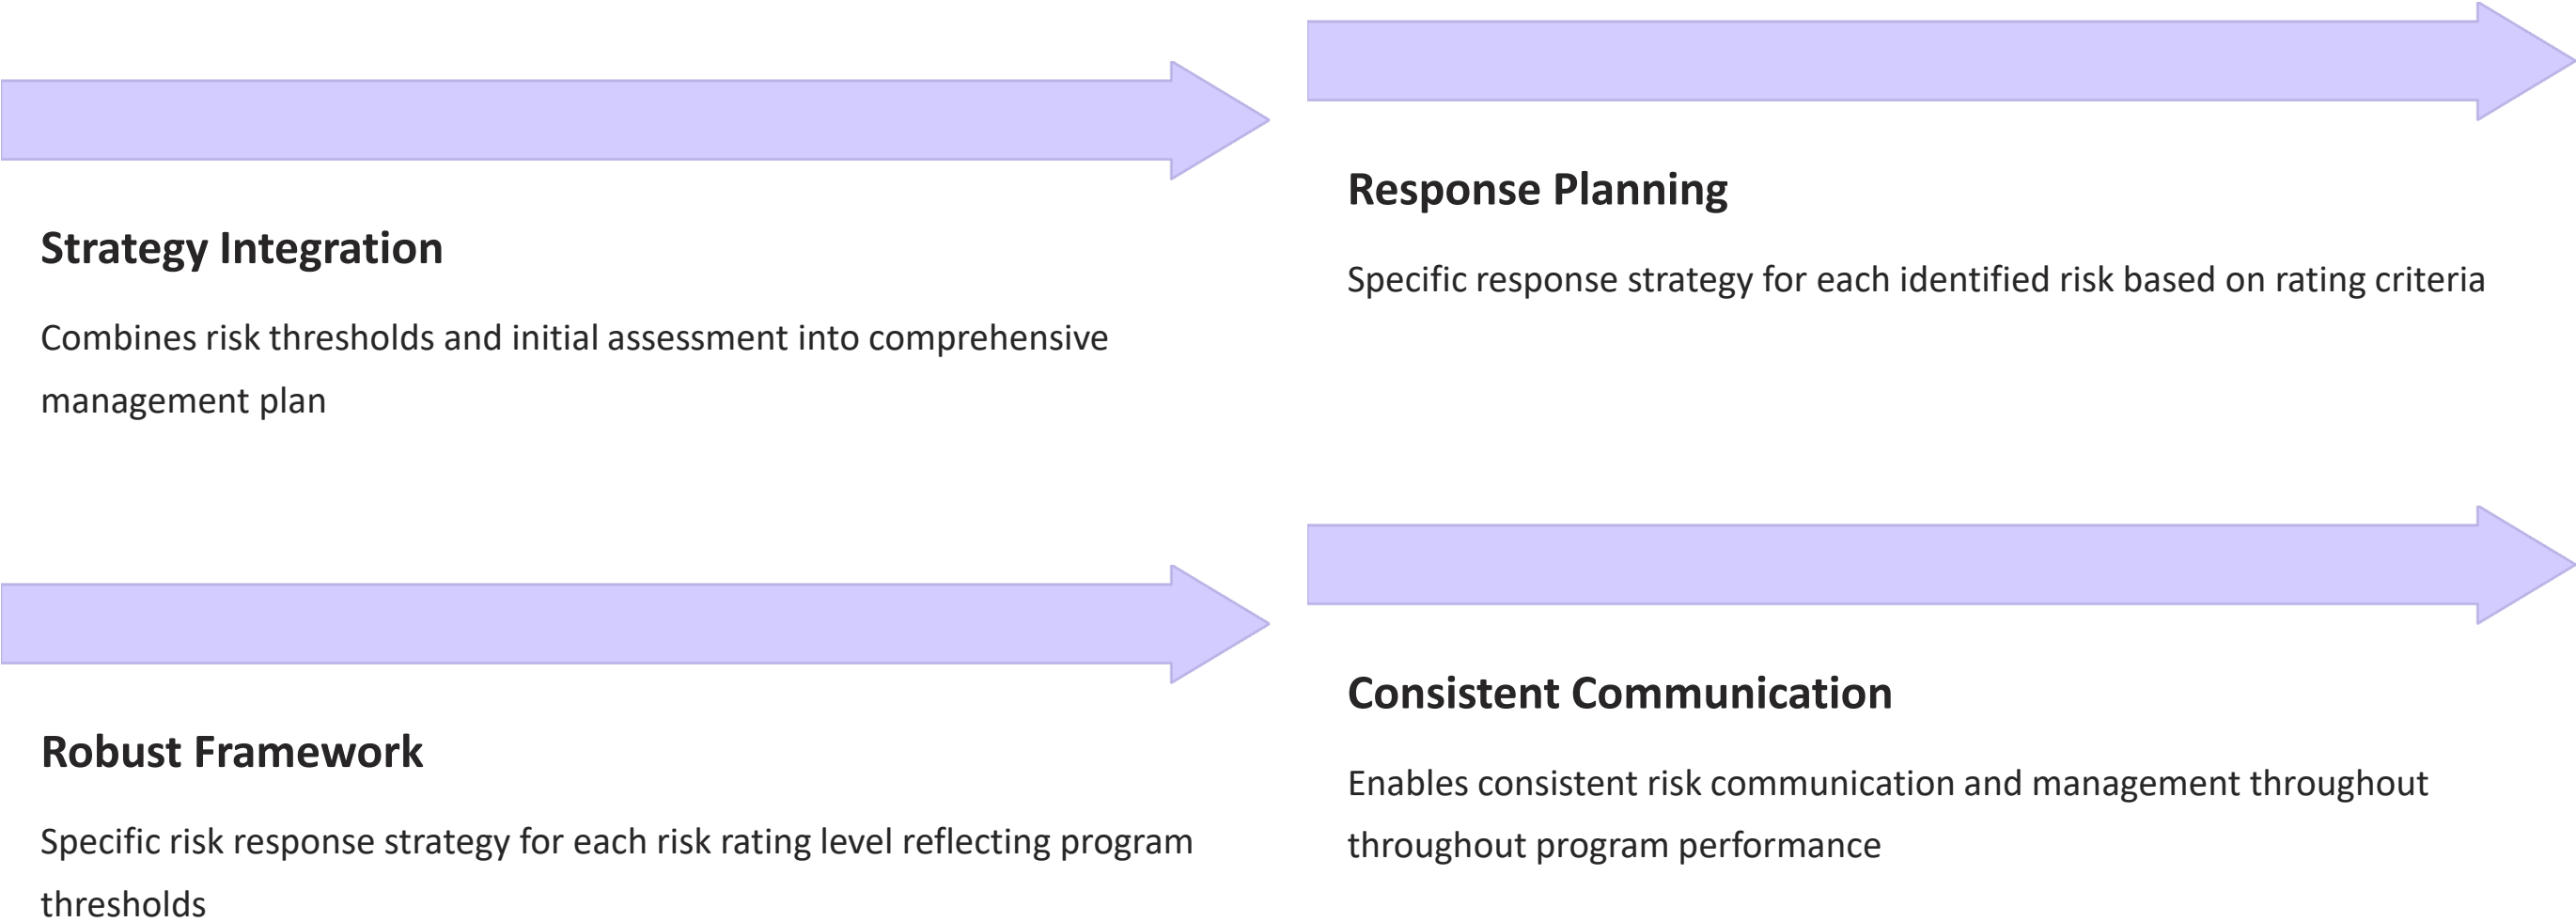 Strategy Integration
Combines risk thresholds and initial assessment into comprehensive
management plan
Response Planning
Specific response strategy for each identified risk based on rating criteria
Robust Framework
Specific risk response strategy for each risk rating level reflecting program
thresholds
Consistent Communication
Enables consistent risk communication and management throughout
throughout program performance